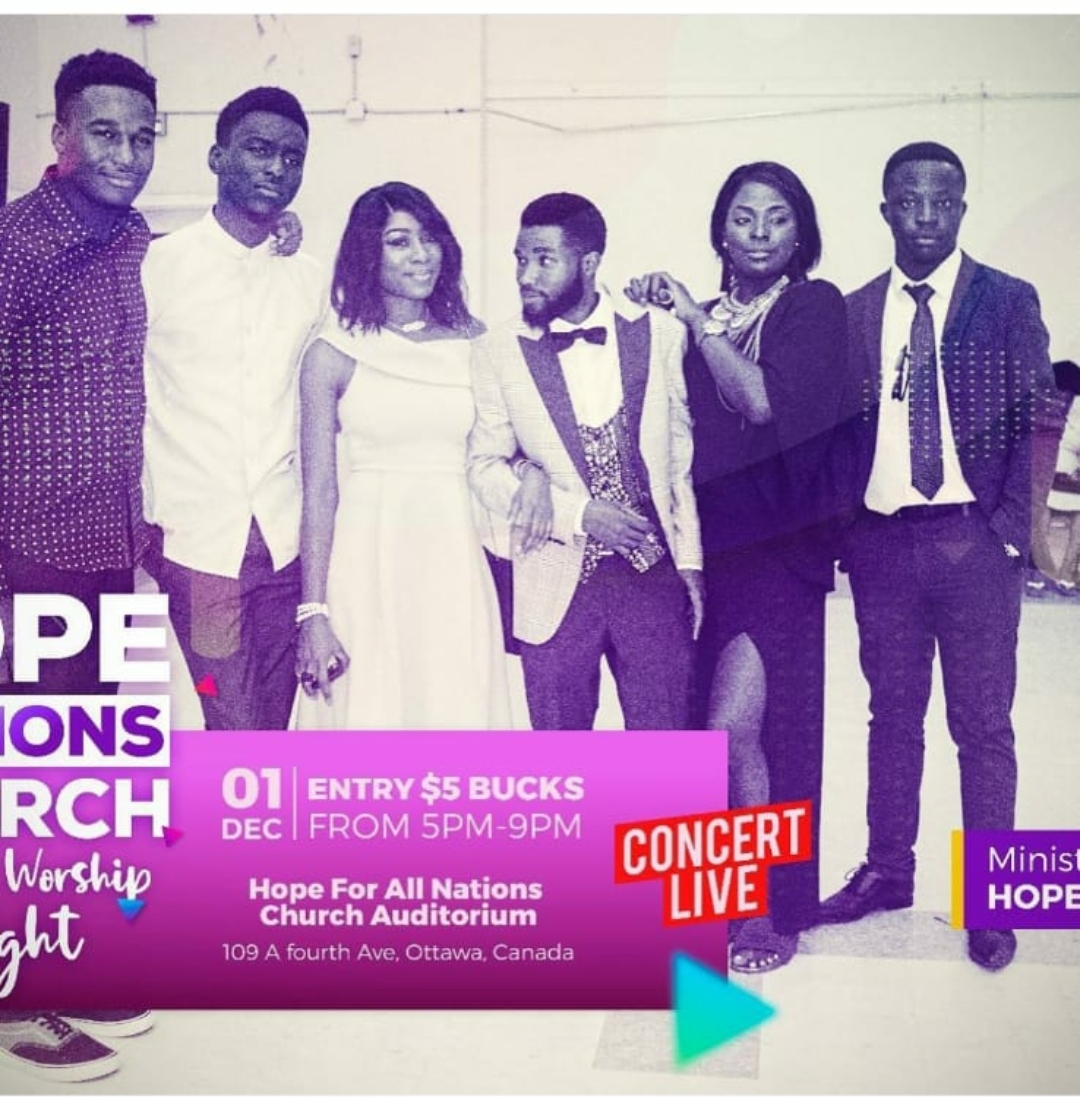 OPE
IONS
RCH
Worship
ght
01
DEC
ENTRY $5 BUCKS
FROM 5PM-9PM
Hope For All Nations
Church Auditorium
109 A fourth Ave, Ottawa, Canada
CONCERT
LIVE
Minist
HOPE